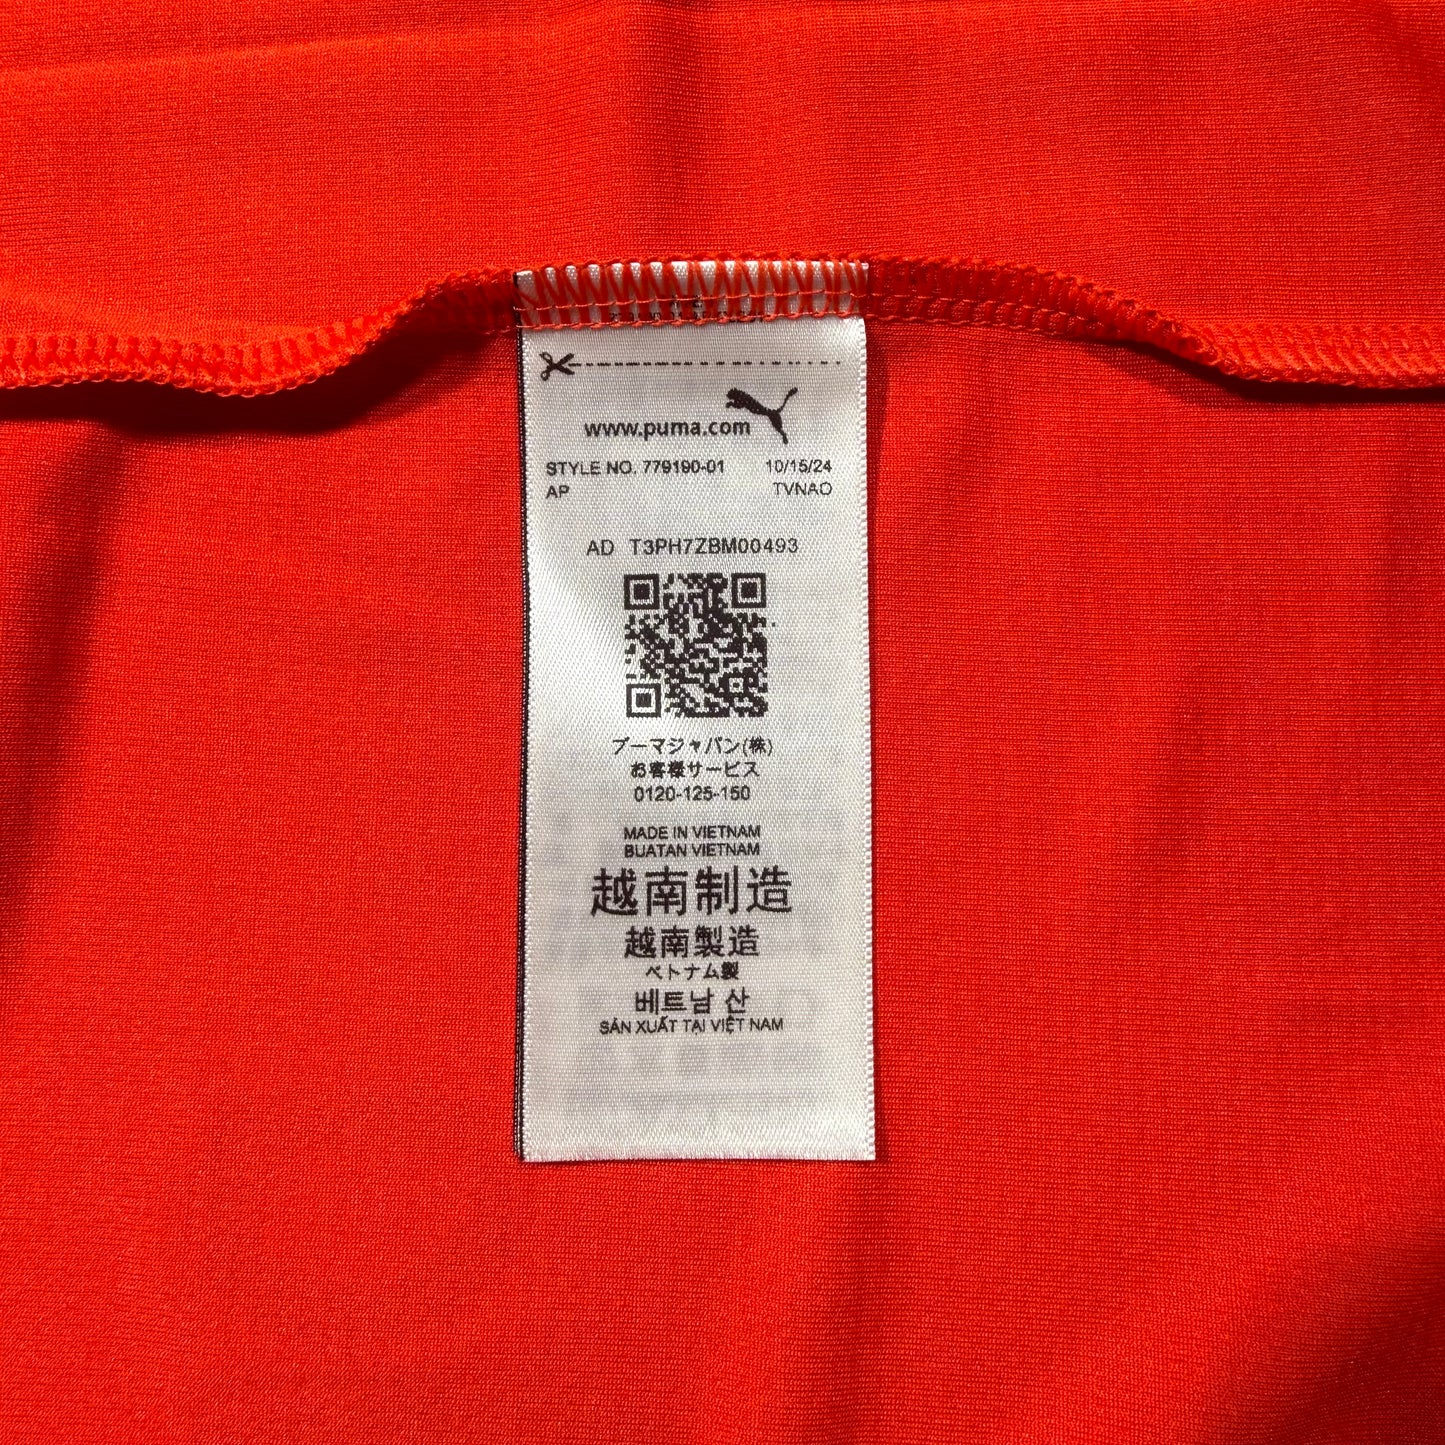 www.puma.com
STYLE NO. 779190-01 10/15/24
AP TVNAO
AD T3PH7ZBM00493
プーマジャパン(株)
お客様サービス
0120-125-150
MADE IN VIETNAM
BUATAN VIETNAM
越南制造
越南製造
ベトナム製
베트남 산
SẢN XUẤT TẠI VIỆT NAM